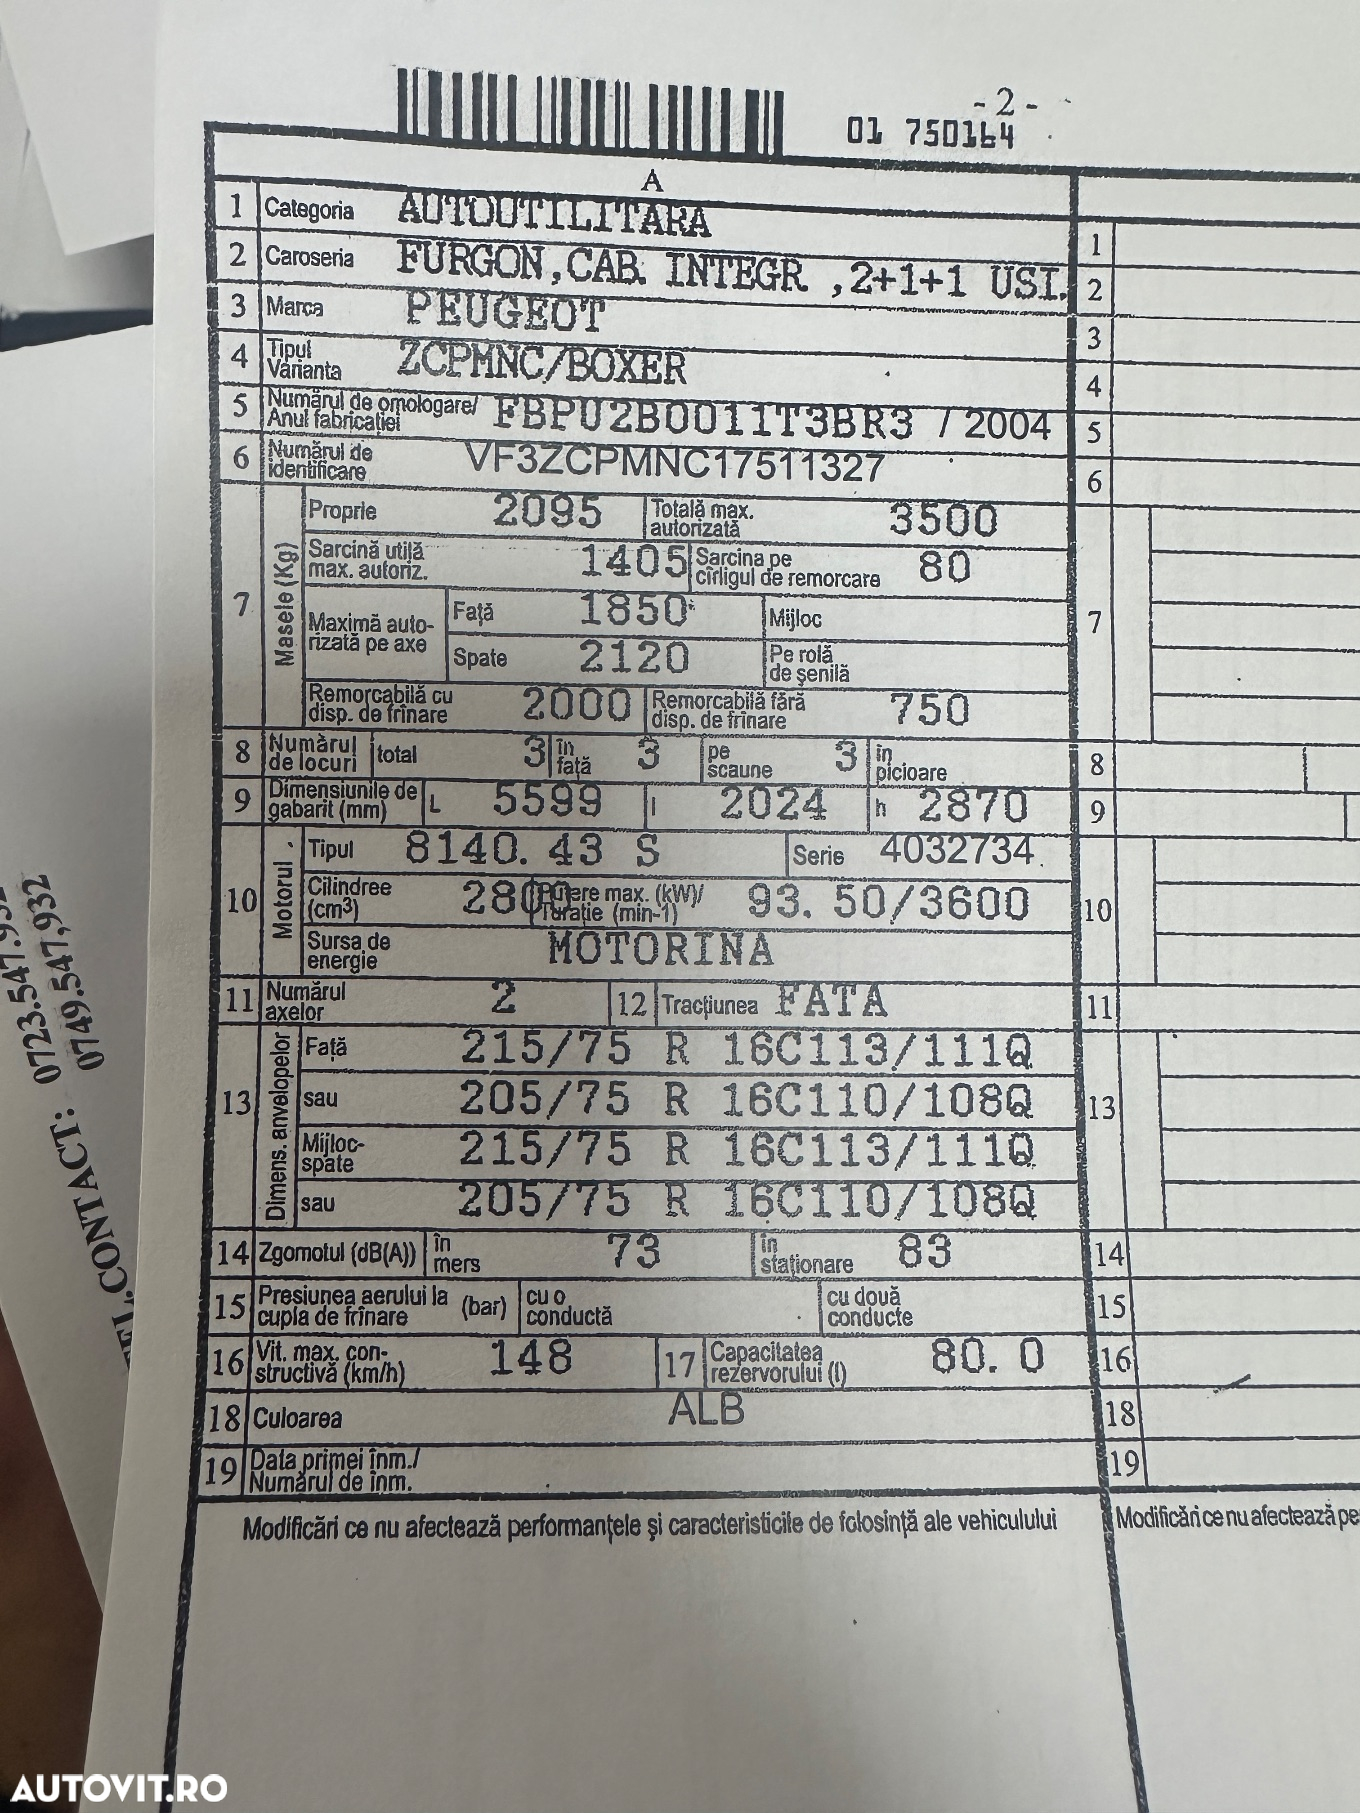 - 2 -
01 750164
A
1 Categoria AUTOUTILITARA
2 Caroseria FURGON,CAB. INTEGR ,2+1+1 USI.
3 Marca PEUGEOT
4 Tipul Varianta ZCPMNC/BOXER
5 Numărul de omologare/ Anul fabricației FBPU2B0011T3BR3 / 2004
6 Numărul de identificare VF3ZCPMNC17511327
7 Masele (Kg)
Proprie 2095 Totală max. autorizată 3500
Sarcină utilă max. autoriz. 1405 Sarcina pe cîrligul de remorcare 80
Maximă autorizată pe axe Față 1850 Mijloc
Spate 2120 Pe rolă de șenilă
Remorcabilă cu disp. de frînare 2000 Remorcabilă fără disp. de frînare 750
8 Numărul de locuri total 3 în față 3 pe scaune 3 în picioare
9 Dimensiunile de gabarit (mm) L 5599 l 2024 h 2870
10 Motorul Tipul 8140. 43 S Serie 4032734
Cilindree (cm³) 2800 Putere max. (kW)/ Turație (min-1) 93. 50/3600
Sursa de energie MOTORINA
11 Numărul axelor 2 12 Tracțiunea FATA
13 Dimens. anvelopelor
Față 215/75 R 16C113/111Q
sau 205/75 R 16C110/108Q
Mijloc-spate 215/75 R 16C113/111Q
sau 205/75 R 16C110/108Q
14 Zgomotul (dB(A)) în mers 73 în staționare 83
15 Presiunea aerului la cupla de frînare (bar) cu o conductă cu două conducte
16 Vit. max. constructivă (km/h) 148 17 Capacitatea rezervorului (l) 80. 0
18 Culoarea ALB
19 Data primei înm./ Numărul de înm.
Modificări ce nu afectează performanțele și caracteristicile de folosință ale vehiculului
1
2
3
4
5
6
7
8
9
10
11
13
14
15
16
18
19
Modificări ce nu afectează pe
TEL. CONTACT: 0723.547.932
0749.547.932
AUTOVIT.RO